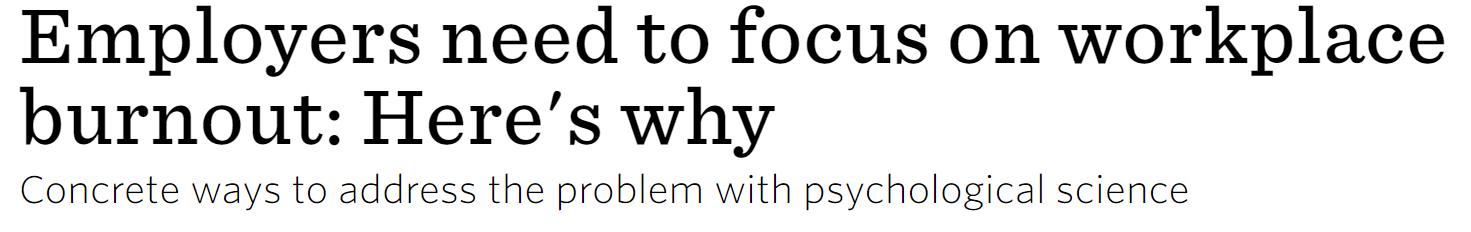 Employers need to focus on workplace
burnout: Here's why
Concrete ways to address the problem with psychological science